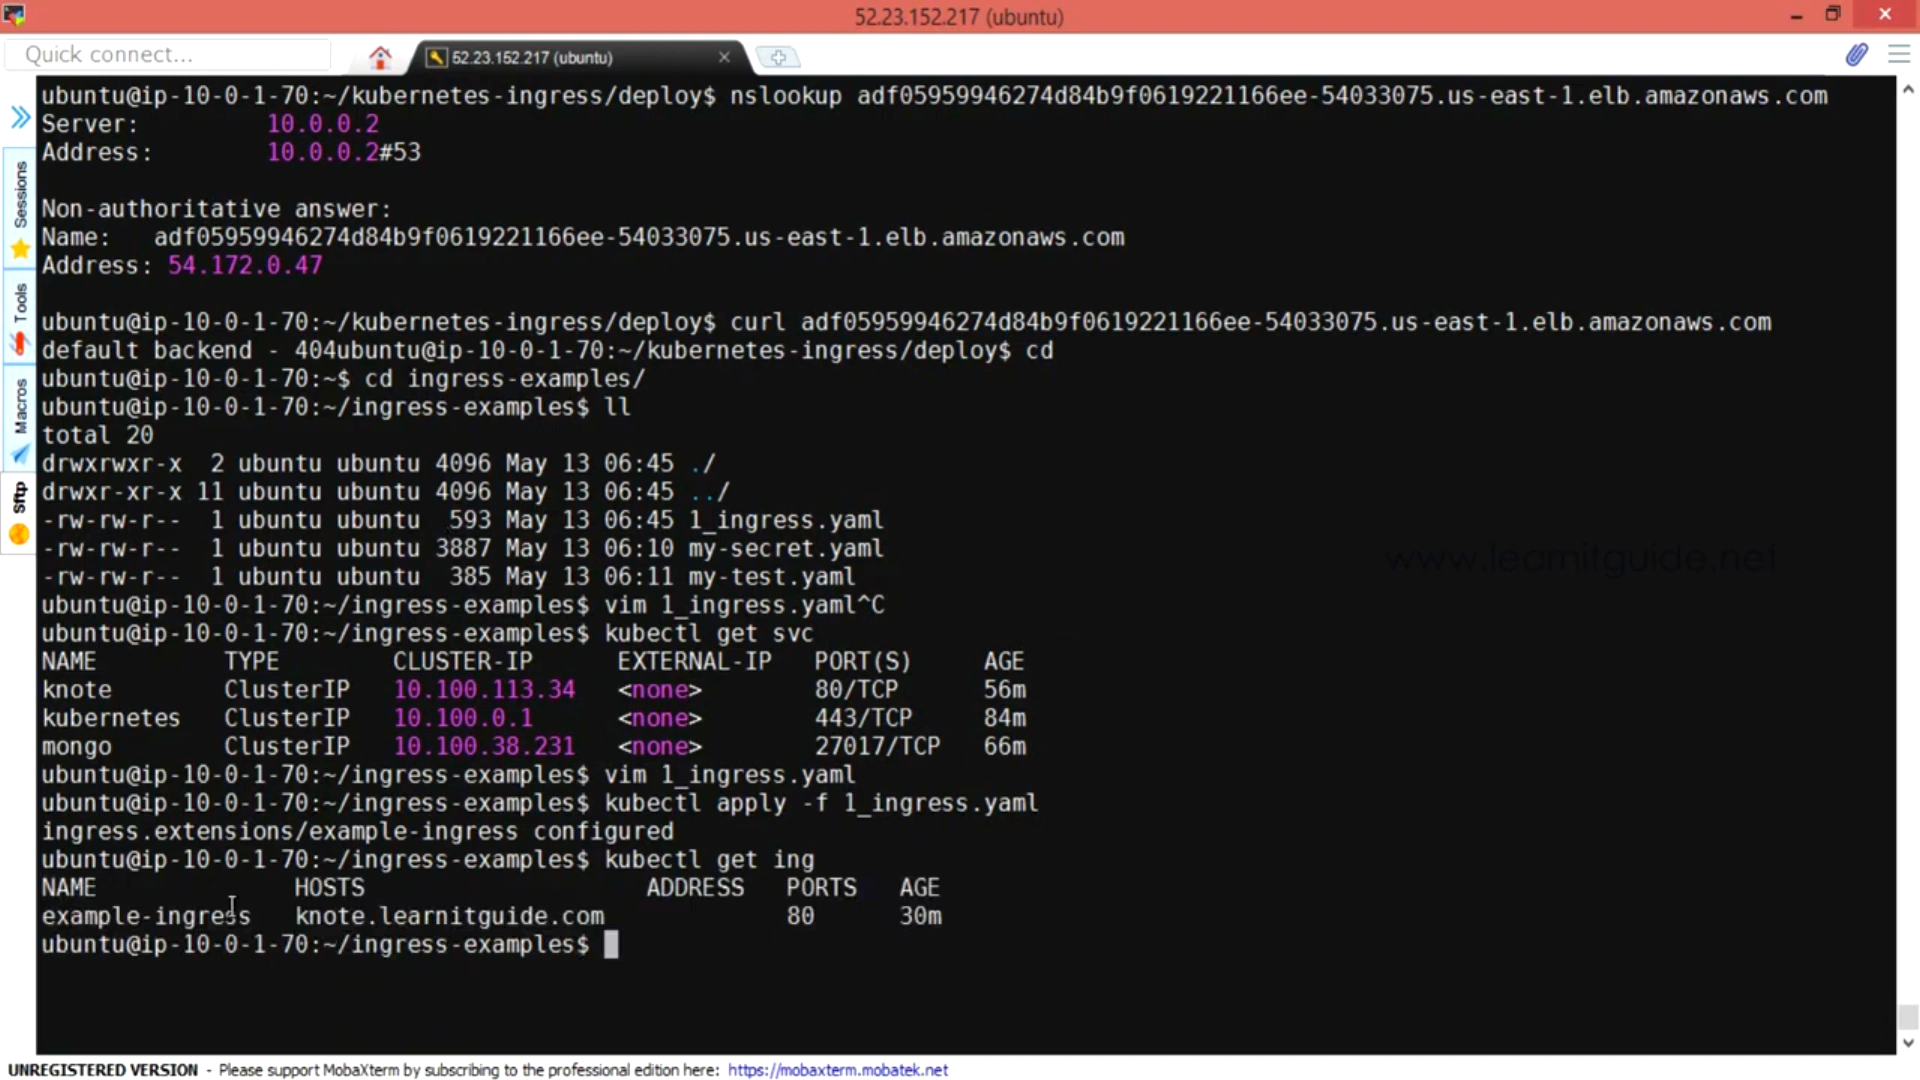 52.23.152.217 (ubuntu)
Quick connect...
52.23.152.217 (ubuntu)
Sessions
Tools
Macros
Sftp
ubuntu@ip-10-0-1-70:~/kubernetes-ingress/deploy$ nslookup adf05959946274d84b9f0619221166ee-54033075.us-east-1.elb.amazonaws.com
Server: 10.0.0.2
Address: 10.0.0.2#53
Non-authoritative answer:
Name: adf05959946274d84b9f0619221166ee-54033075.us-east-1.elb.amazonaws.com
Address: 54.172.0.47
ubuntu@ip-10-0-1-70:~/kubernetes-ingress/deploy$ curl adf05959946274d84b9f0619221166ee-54033075.us-east-1.elb.amazonaws.com
default backend - 404ubuntu@ip-10-0-1-70:~/kubernetes-ingress/deploy$ cd
ubuntu@ip-10-0-1-70:~$ cd ingress-examples/
ubuntu@ip-10-0-1-70:~/ingress-examples$ ll
total 20
drwxrwxr-x 2 ubuntu ubuntu 4096 May 13 06:45 ./
drwxr-xr-x 11 ubuntu ubuntu 4096 May 13 06:45 ../
-rw-rw-r-- 1 ubuntu ubuntu 593 May 13 06:45 1_ingress.yaml
-rw-rw-r-- 1 ubuntu ubuntu 3887 May 13 06:10 my-secret.yaml
-rw-rw-r-- 1 ubuntu ubuntu 385 May 13 06:11 my-test.yaml
www.learnitguide.net
ubuntu@ip-10-0-1-70:~/ingress-examples$ vim 1_ingress.yaml^C
ubuntu@ip-10-0-1-70:~/ingress-examples$ kubectl get svc
NAME TYPE CLUSTER-IP EXTERNAL-IP PORT(S) AGE
knote ClusterIP 10.100.113.34 <none> 80/TCP 56m
kubernetes ClusterIP 10.100.0.1 <none> 443/TCP 84m
mongo ClusterIP 10.100.38.231 <none> 27017/TCP 66m
ubuntu@ip-10-0-1-70:~/ingress-examples$ vim 1_ingress.yaml
ubuntu@ip-10-0-1-70:~/ingress-examples$ kubectl apply -f 1_ingress.yaml
ingress.extensions/example-ingress configured
ubuntu@ip-10-0-1-70:~/ingress-examples$ kubectl get ing
NAME HOSTS ADDRESS PORTS AGE
example-ingress knote.learnitguide.com 80 30m
ubuntu@ip-10-0-1-70:~/ingress-examples$
UNREGISTERED VERSION - Please support MobaXterm by subscribing to the professional edition here: https://mobaxterm.mobatek.net